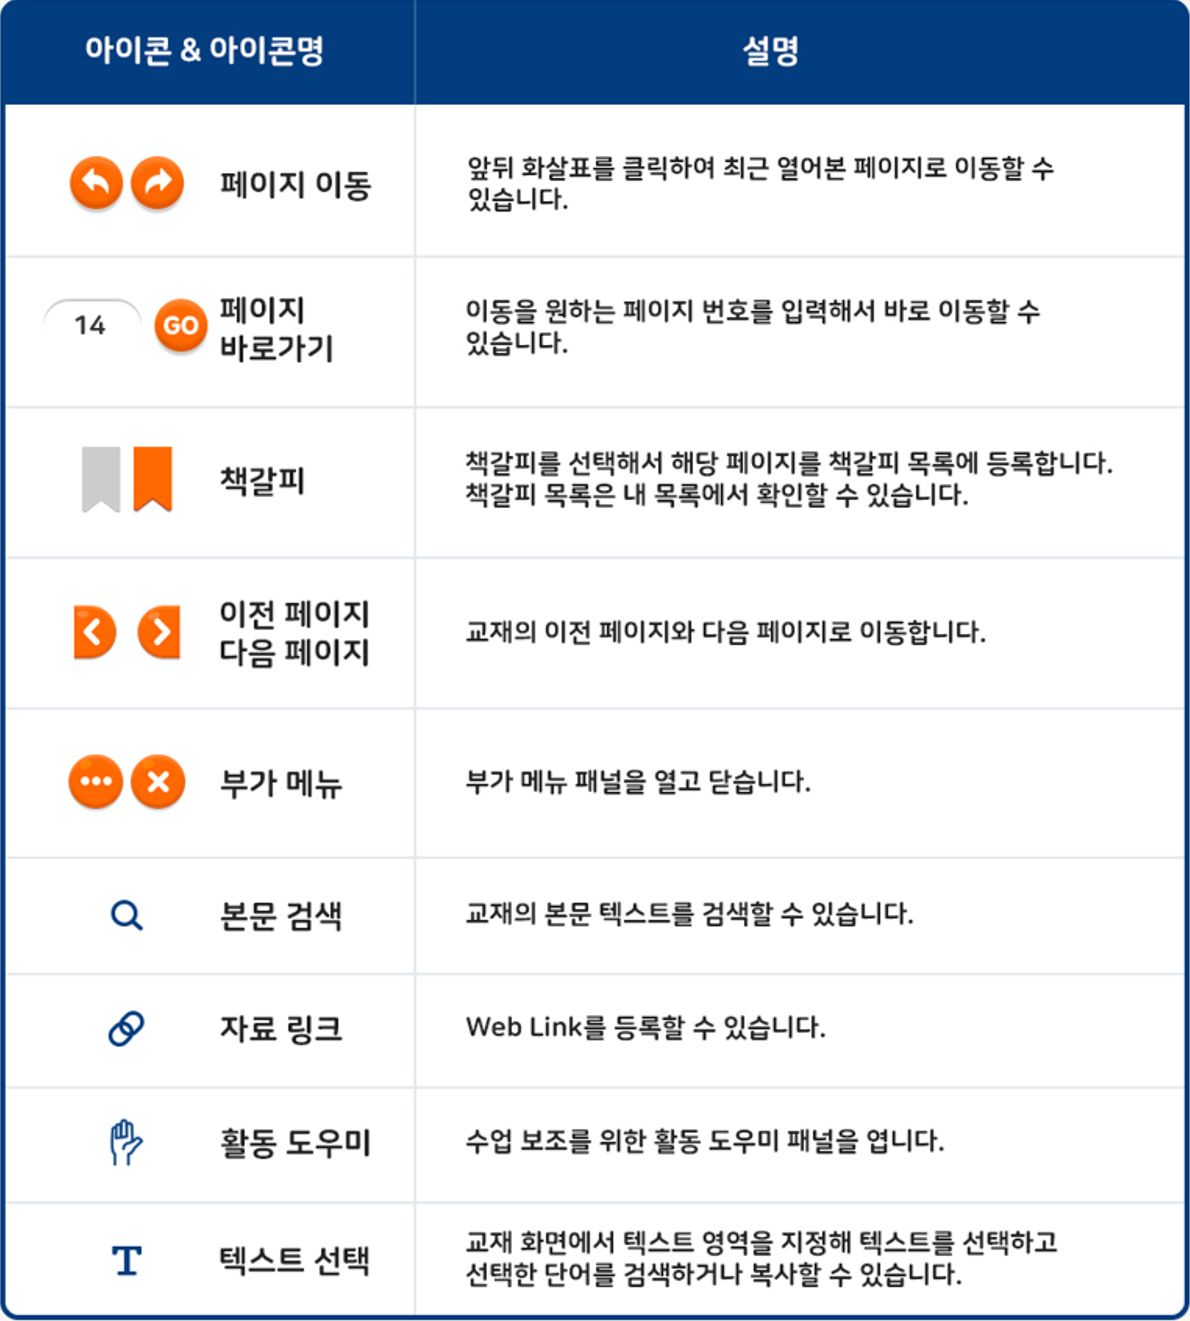 아이콘 & 아이콘명
설명
페이지 이동
앞뒤 화살표를 클릭하여 최근 열어본 페이지로 이동할 수
있습니다.
14
GO
페이지
바로가기
이동을 원하는 페이지 번호를 입력해서 바로 이동할 수
있습니다.
책갈피
책갈피를 선택해서 해당 페이지를 책갈피 목록에 등록합니다.
책갈피 목록은 내 목록에서 확인할 수 있습니다.
이전 페이지
다음 페이지
교재의 이전 페이지와 다음 페이지로 이동합니다.
부가 메뉴
부가 메뉴 패널을 열고 닫습니다.
본문 검색
교재의 본문 텍스트를 검색할 수 있습니다.
자료 링크
Web Link를 등록할 수 있습니다.
활동 도우미
수업 보조를 위한 활동 도우미 패널을 엽니다.
T
텍스트 선택
교재 화면에서 텍스트 영역을 지정해 텍스트를 선택하고
선택한 단어를 검색하거나 복사할 수 있습니다.